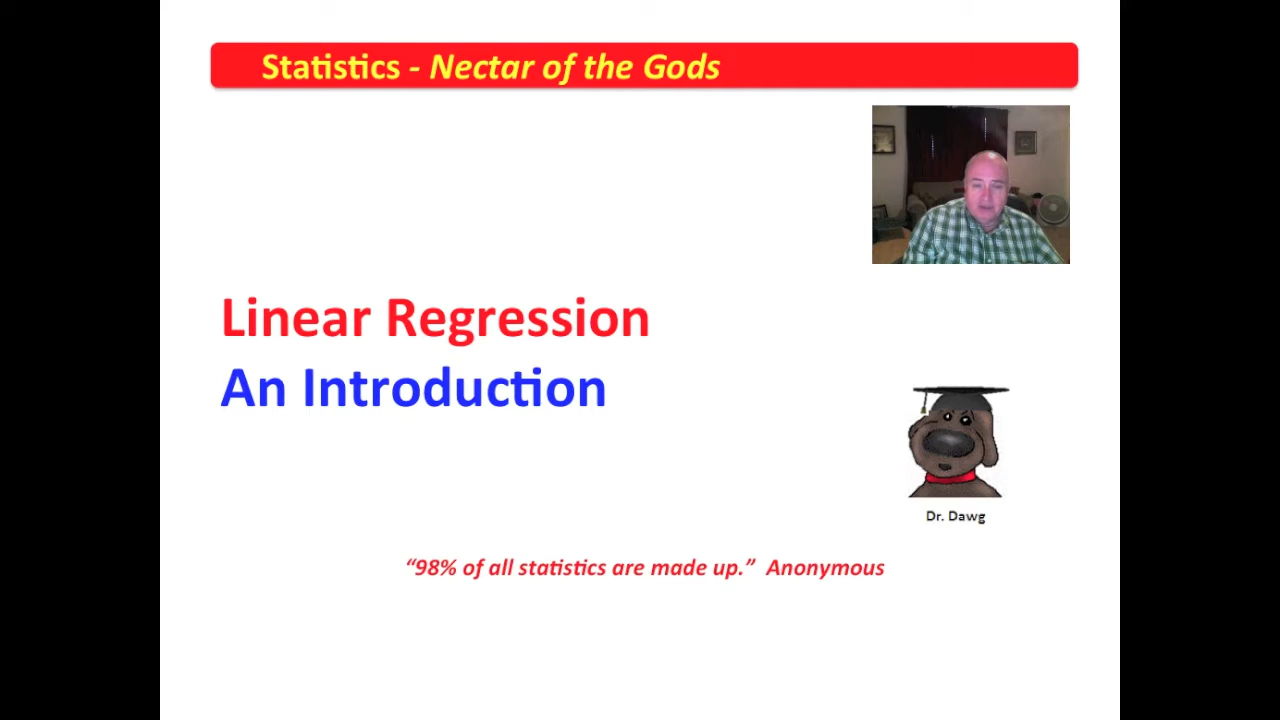 Statistics - Nectar of the Gods
Linear Regression
An Introduction
Dr. Dawg
“98% of all statistics are made up.” Anonymous